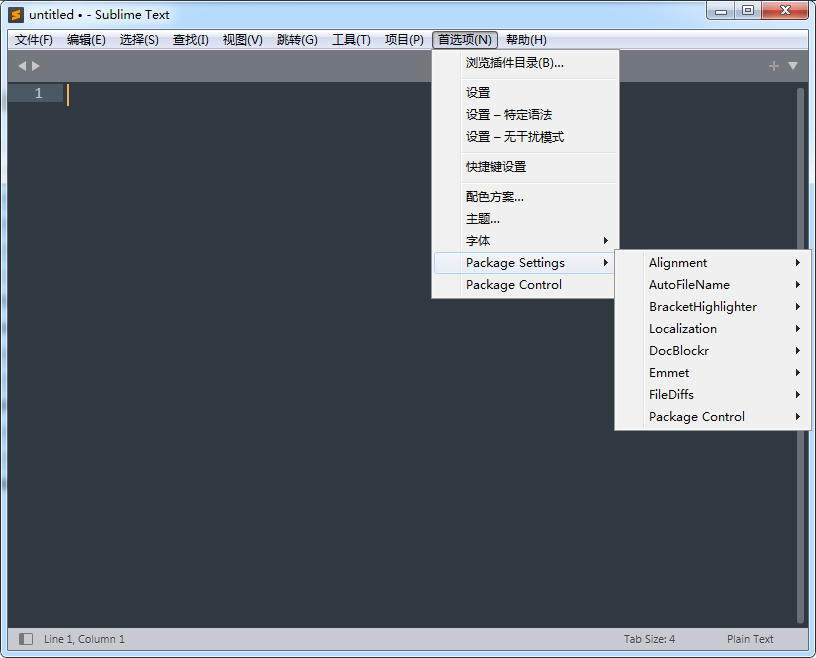 untitled • - Sublime Text
文件(F) 编辑(E) 选择(S) 查找(I) 视图(V) 跳转(G) 工具(T) 项目(P) 首选项(N) 帮助(H)
浏览插件目录(B)...
1
设置
设置 – 特定语法
设置 – 无干扰模式
快捷键设置
配色方案...
主题...
字体
Package Settings
Package Control
Alignment
AutoFileName
BracketHighlighter
Localization
DocBlockr
Emmet
FileDiffs
Package Control
Line 1, Column 1 Tab Size: 4 Plain Text